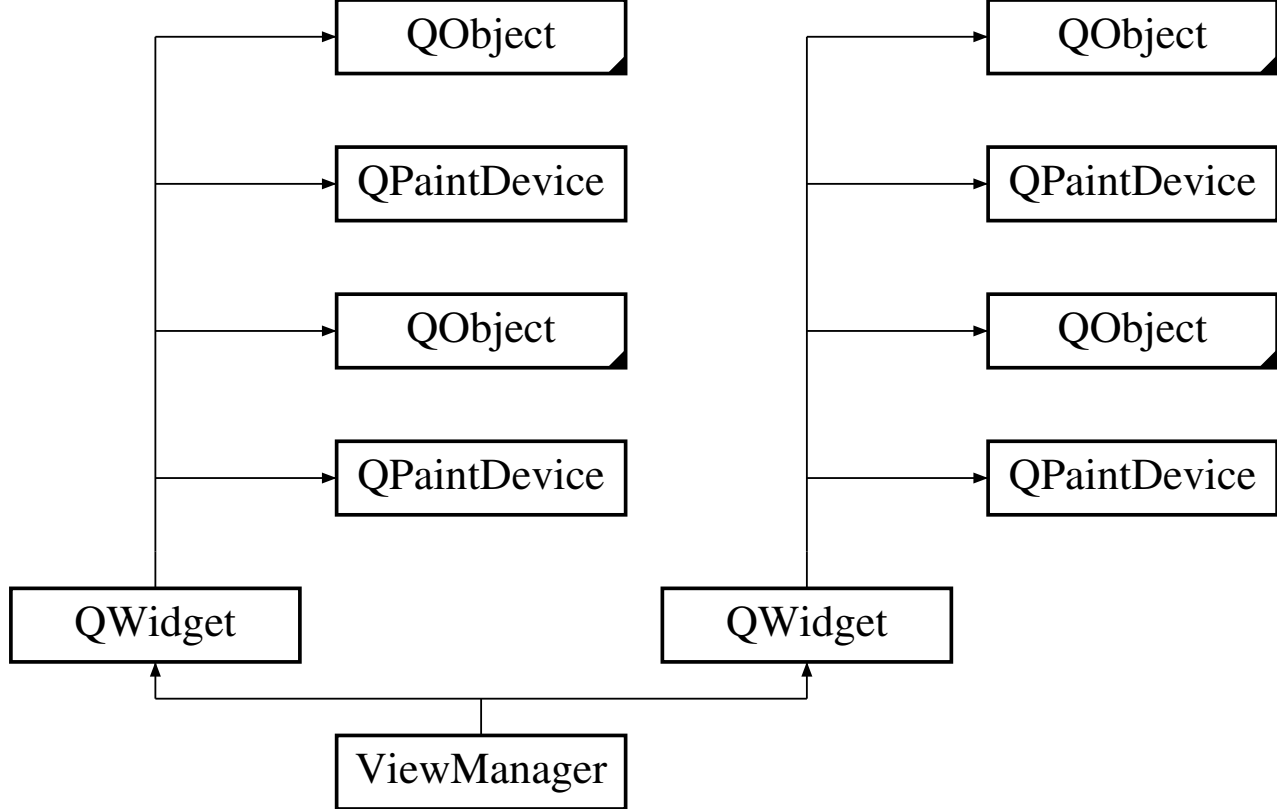 QObject
QObject
QPaintDevice
QPaintDevice
QObject
QObject
QPaintDevice
QPaintDevice
QWidget
QWidget
ViewManager